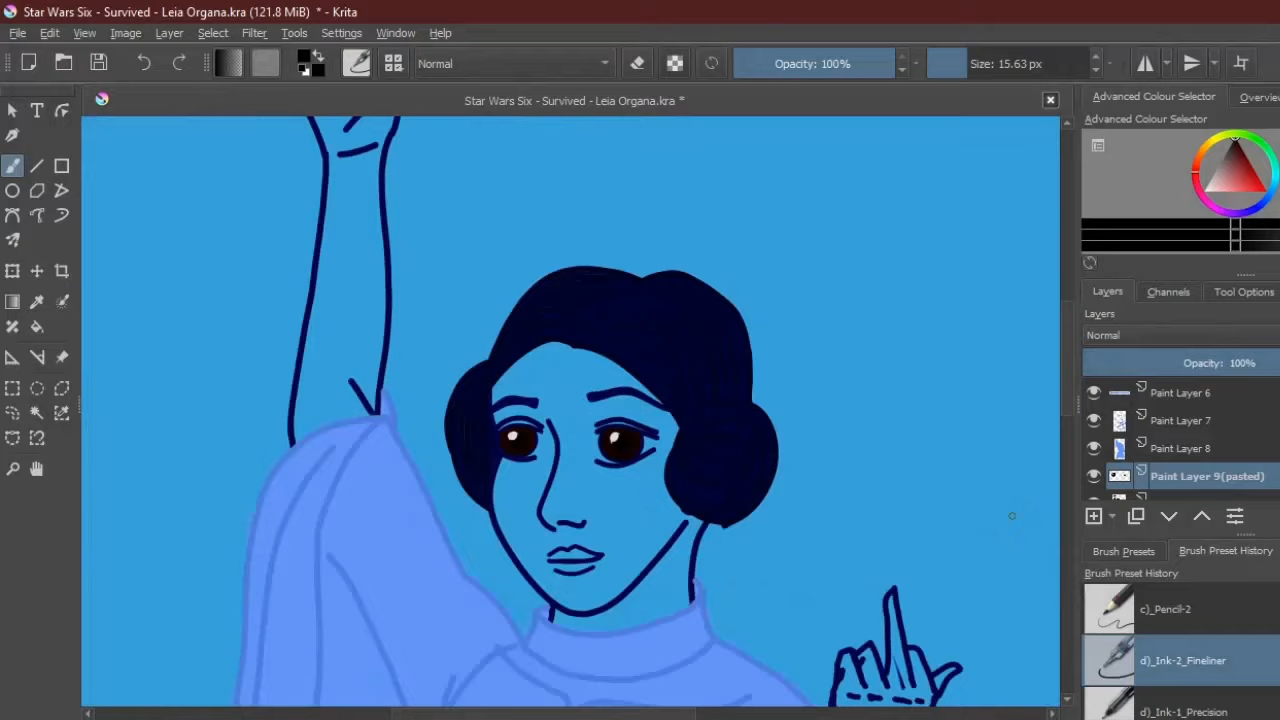 Star Wars Six - Survived - Leia Organa.kra (121.8 MiB) * - Krita
File Edit View Image Layer Select Filter Tools Settings Window Help
Normal Opacity: 100% Size: 15.63 px
Star Wars Six - Survived - Leia Organa.kra *
Advanced Colour Selector Overvie
Advanced Colour Selector
Layers Channels Tool Options
Layers
Normal
Opacity: 100%
Paint Layer 6
Paint Layer 7
Paint Layer 8
Paint Layer 9(pasted)
Brush Presets Brush Preset History
Brush Preset History
c)_Pencil-2
d)_Ink-2_Fineliner
d)_Ink-1_Precision